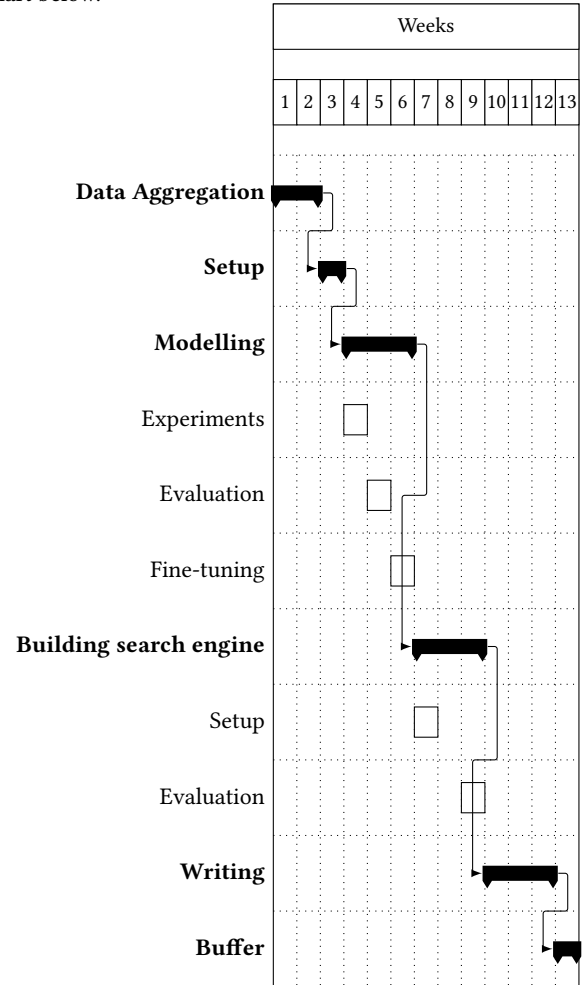 Weeks
1 2 3 4 5 6 7 8 9 10 11 12 13
Data Aggregation
Setup
Modelling
Experiments
Evaluation
Fine-tuning
Building search engine
Setup
Evaluation
Writing
Buffer